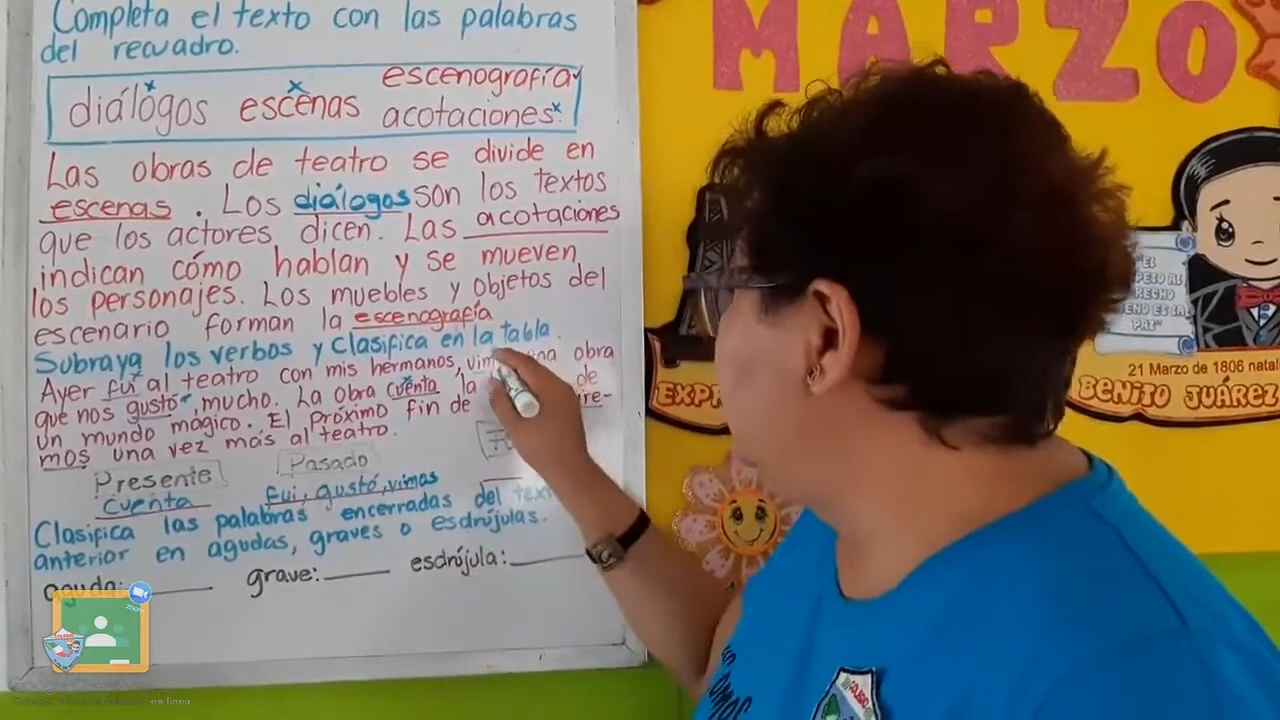 Completa el texto con las palabras
del recuadro.
diálogos escenas escenografía
acotaciones
Las obras de teatro se divide en
escenas. Los diálogos son los textos
que los actores dicen. Las acotaciones
indican cómo hablan y se mueven
los personajes. Los muebles y objetos del
escenario forman la escenografía
Subraya los verbos y clasifica en la tabla.
Ayer fui al teatro con mis hermanos, una obra
que nos gustó, mucho. La obra cuenta la de
un mundo mágico. El próximo fin de ire-
mos una vez más al teatro.
Presente Pasado
cuenta fui, gustó, vimos
Clasifica las palabras encerradas del
anterior en agudas, graves o esdrújulas.
aguda: grave: esdrújula:
MARZO
21 Marzo de 1806 natal
BENITO JUÁREZ
PAZ"
zoom